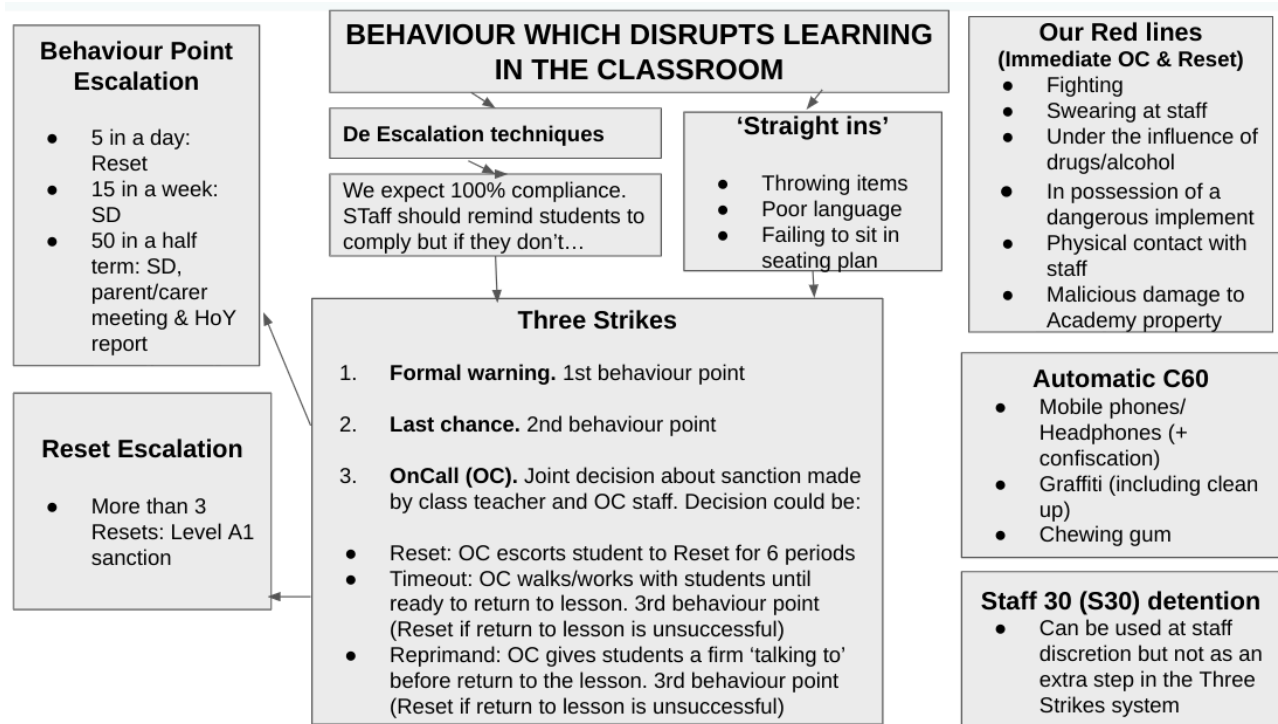 BEHAVIOUR WHICH DISRUPTS LEARNING
IN THE CLASSROOM
Behaviour Point
Escalation
● 5 in a day:
Reset
● 15 in a week:
SD
● 50 in a half
term: SD,
parent/carer
meeting & HoY
report
Reset Escalation
● More than 3
Resets: Level A1
sanction
De Escalation techniques
We expect 100% compliance.
STaff should remind students to
comply but if they don’t…
‘Straight ins’
● Throwing items
● Poor language
● Failing to sit in
seating plan
Three Strikes
1. Formal warning. 1st behaviour point
2. Last chance. 2nd behaviour point
3. OnCall (OC). Joint decision about sanction made
by class teacher and OC staff. Decision could be:
● Reset: OC escorts student to Reset for 6 periods
● Timeout: OC walks/works with students until
ready to return to lesson. 3rd behaviour point
(Reset if return to lesson is unsuccessful)
● Reprimand: OC gives students a firm ‘talking to’
before return to the lesson. 3rd behaviour point
(Reset if return to lesson is unsuccessful)
Our Red lines
(Immediate OC & Reset)
● Fighting
● Swearing at staff
● Under the influence of
drugs/alcohol
● In possession of a
dangerous implement
● Physical contact with
staff
● Malicious damage to
Academy property
Automatic C60
● Mobile phones/
Headphones (+
confiscation)
● Graffiti (including clean
up)
● Chewing gum
Staff 30 (S30) detention
● Can be used at staff
discretion but not as an
extra step in the Three
Strikes system